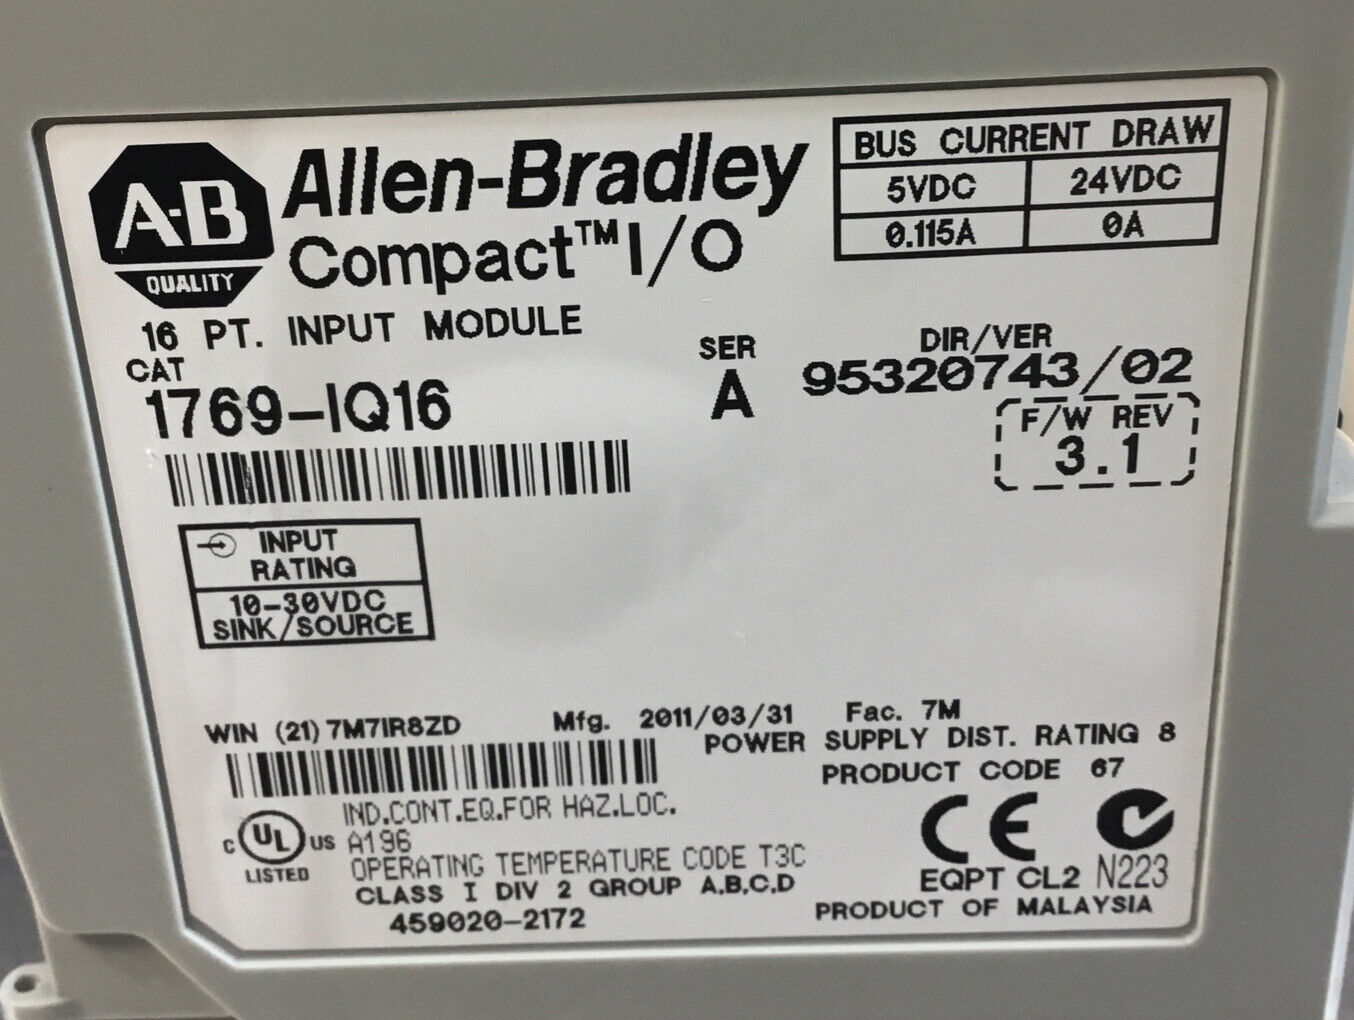 A-B
QUALITY
Allen-Bradley
Compact™ I/O
BUS CURRENT DRAW
5VDC 24VDC
0.115A 0A
16 PT. INPUT MODULE
CAT
1769-IQ16
SER
A
DIR/VER
95320743/02
F/W REV
3.1
INPUT
RATING
10-30VDC
SINK/SOURCE
WIN (21) 7M7IR8ZD Mfg. 2011/03/31 Fac. 7M
POWER SUPPLY DIST. RATING 8
PRODUCT CODE 67
IND.CONT.EQ.FOR HAZ.LOC.
C UL US
LISTED
A196
OPERATING TEMPERATURE CODE T3C
CLASS I DIV 2 GROUP A,B,C,D
459020-2172
CE
EQPT CL2 N223
PRODUCT OF MALAYSIA